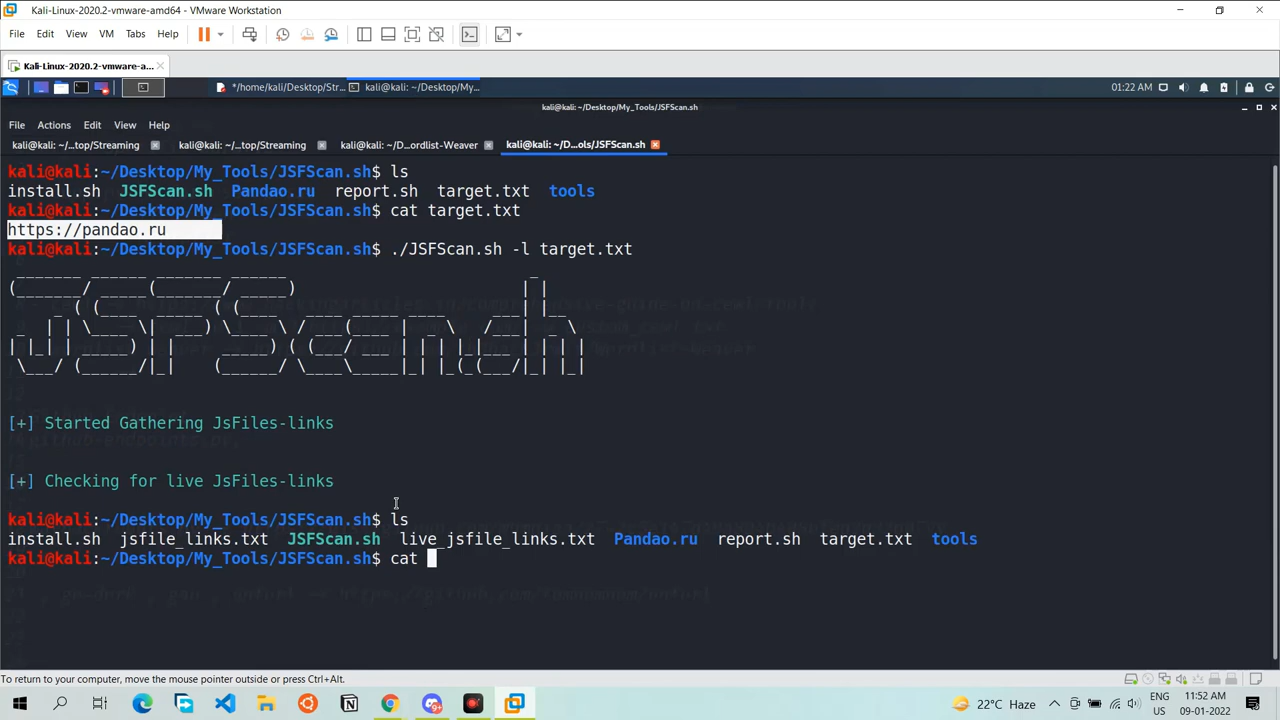 Kali-Linux-2020.2-vmware-amd64 - VMware Workstation
File Edit View VM Tabs Help
Kali-Linux-2020.2-vmware-a...
*/home/kali/Desktop/Str... kali@kali: ~/Desktop/My... 01:22 AM
kali@kali: ~/Desktop/My_Tools/JSFScan.sh
File Actions Edit View Help
kali@kali: ~/...top/Streaming kali@kali: ~/...top/Streaming kali@kali: ~/D...ordlist-Weaver kali@kali: ~/D...ols/JSFScan.sh
kali@kali:~/Desktop/My_Tools/JSFScan.sh$ ls
install.sh JSFScan.sh Pandao.ru report.sh target.txt tools
kali@kali:~/Desktop/My_Tools/JSFScan.sh$ cat target.txt
https://pandao.ru
kali@kali:~/Desktop/My_Tools/JSFScan.sh$ ./JSFScan.sh -l target.txt
JSFScan.sh
[+] Started Gathering JsFiles-links
[+] Checking for live JsFiles-links
kali@kali:~/Desktop/My_Tools/JSFScan.sh$ ls
install.sh jsfile_links.txt JSFScan.sh live_jsfile_links.txt Pandao.ru report.sh target.txt tools
kali@kali:~/Desktop/My_Tools/JSFScan.sh$ cat
To return to your computer, move the mouse pointer outside or press Ctrl+Alt.
22°C Haze ENG US 11:52 AM 09-01-2022